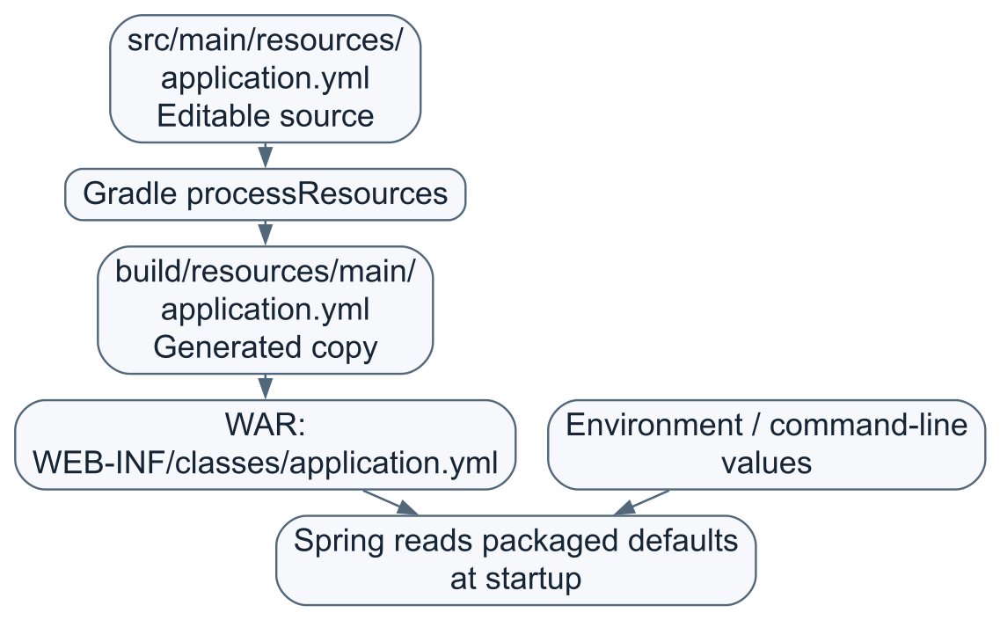 src/main/resources/
application.yml
Editable source
Gradle processResources
build/resources/main/
application.yml
Generated copy
WAR:
WEB-INF/classes/application.yml
Environment / command-line
values
Spring reads packaged defaults
at startup